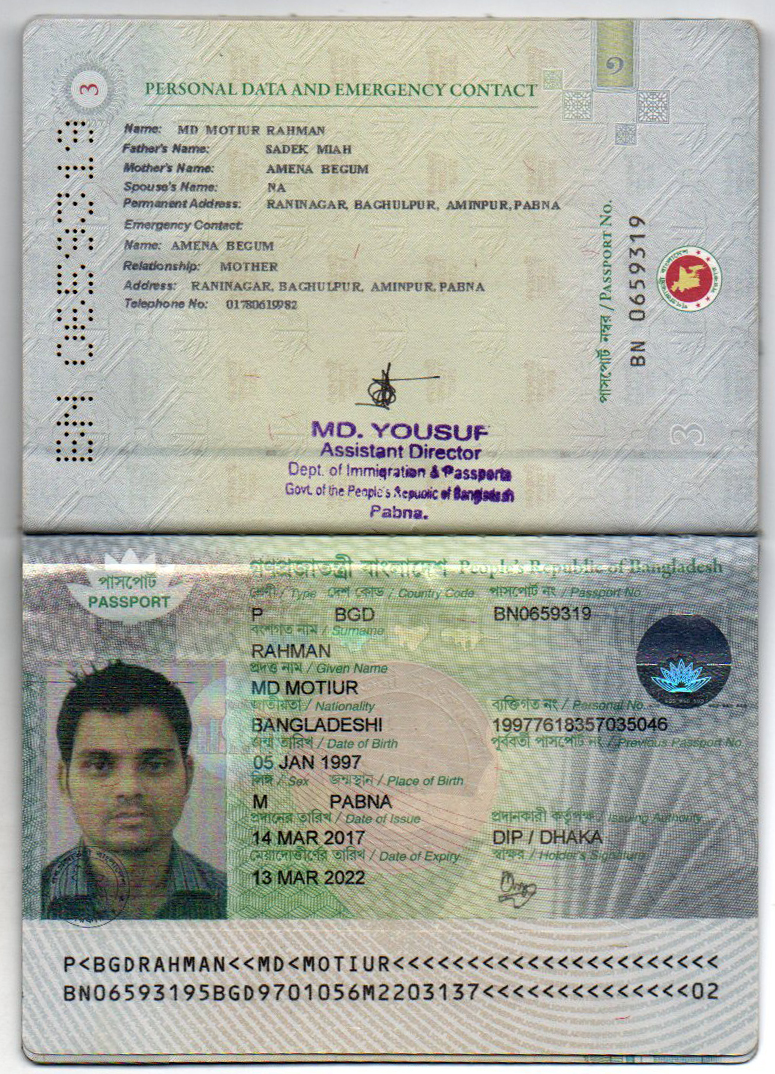 3
PERSONAL DATA AND EMERGENCY CONTACT
Name: MD MOTIUR RAHMAN
Father's Name: SADEK MIAH
Mother's Name: AMENA BEGUM
Spouse's Name: NA
Permanent Address: RANINAGAR, BAGHULPUR, AMINPUR, PABNA
Emergency Contact:
Name: AMENA BEGUM
Relationship: MOTHER
Address: RANINAGAR, BAGHULPUR, AMINPUR, PABNA
Telephone No: 01780619982
BN 0659319
পাসপোর্ট নম্বর / PASSPORT No.
BN 0659319
3
MD. YOUSUF
Assistant Director
Dept. of Immigration & Passports
Govt. of the People's Republic of Bangladesh
Pabna.
গণপ্রজাতন্ত্রী বাংলাদেশ People's Republic of Bangladesh
পাসপোর্ট
PASSPORT
শ্রেণী / Type দেশ কোড / Country Code পাসপোর্ট নং / Passport No.
P BGD BN0659319
বংশগত নাম / Surname
RAHMAN
প্রদত্ত নাম / Given Name
MD MOTIUR
জাতীয়তা / Nationality ব্যক্তিগত নং / Personal No.
BANGLADESHI 19977618357035046
জন্ম তারিখ / Date of Birth পূর্ববর্তী পাসপোর্ট নং / Previous Passport No.
05 JAN 1997
লিঙ্গ / Sex জন্মস্থান / Place of Birth
M PABNA
প্রদানের তারিখ / Date of Issue প্রদানকারী কর্তৃপক্ষ / Issuing Authority
14 MAR 2017 DIP / DHAKA
মেয়াদোত্তীর্ণের তারিখ / Date of Expiry স্বাক্ষর / Holder's Signature
13 MAR 2022
P<BGDRAHMAN<<MD<MOTIUR<<<<<<<<<<<<<<<<<<<<<<
BN06593195BGD9701056M2203137<<<<<<<<<<<<<<02